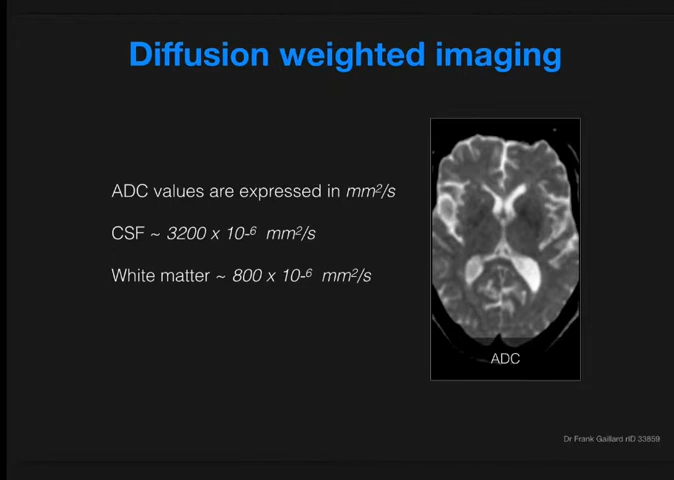 Diffusion weighted imaging
ADC values are expressed in mm²/s
CSF ~ 3200 x 10-⁶ mm²/s
White matter ~ 800 x 10-⁶ mm²/s
ADC
Dr Frank Gaillard rID 33859